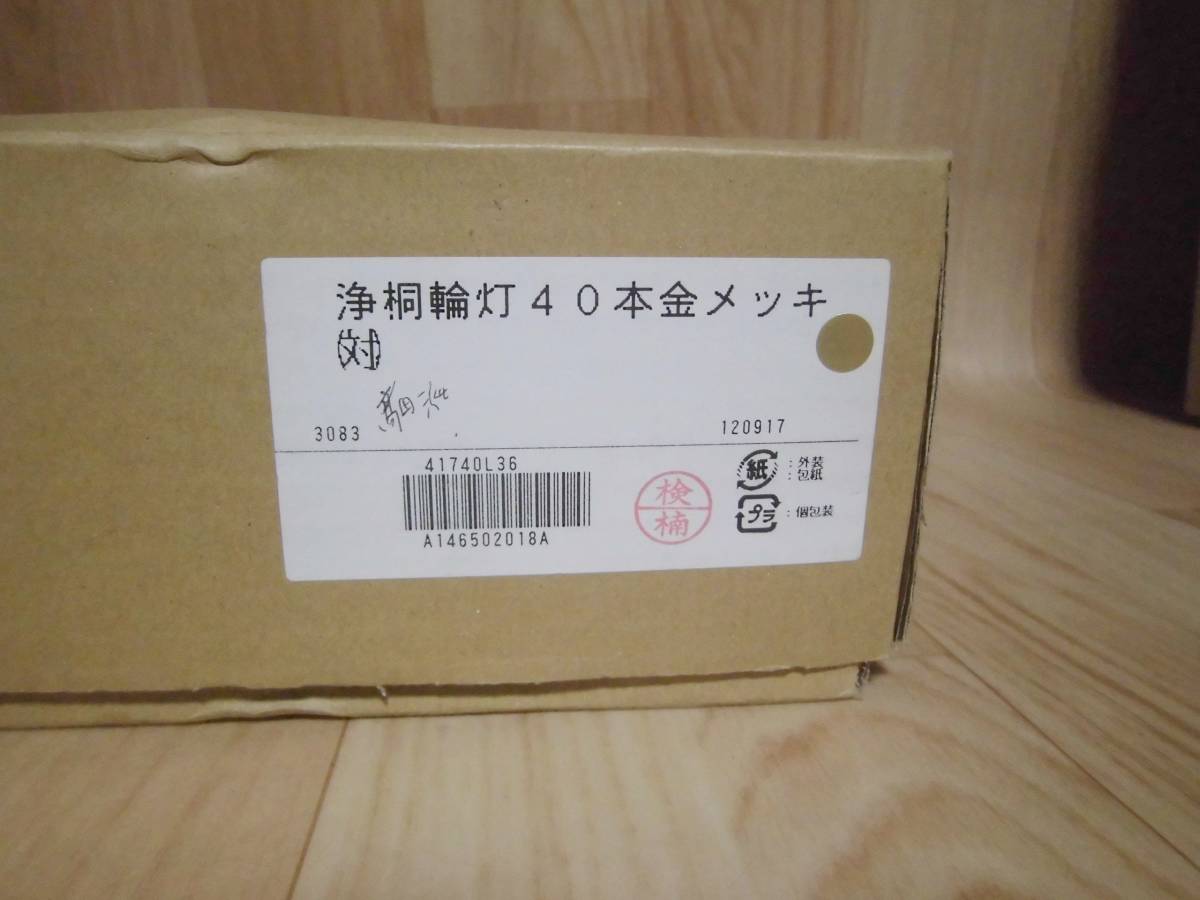 浄桐輪灯４０本金メッキ
(対)
3083
120917
41740L36
A146502018A
検
楠
紙
：外装
：包紙
プラ
：個包装